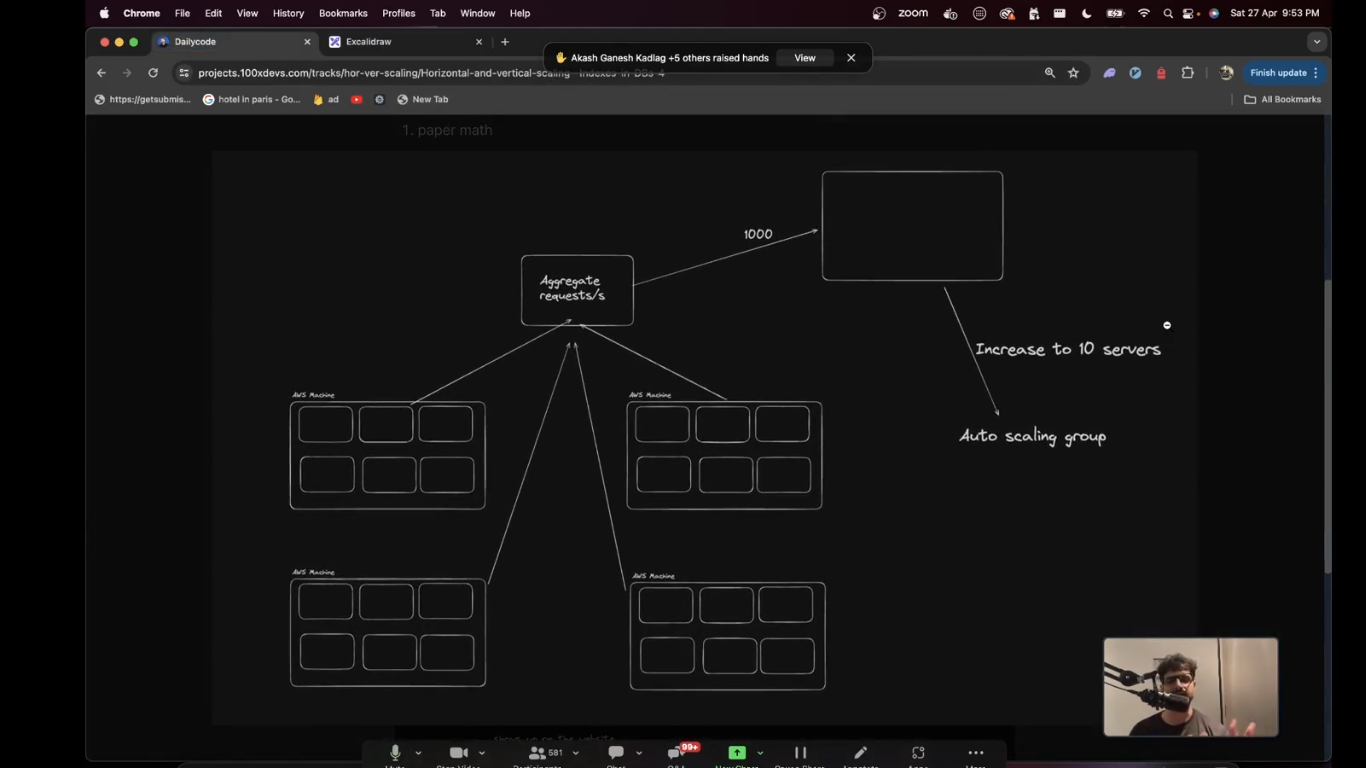 Chrome File Edit View History Bookmarks Profiles Tab Window Help
zoom
Sat 27 Apr 9:53 PM
Dailycode
Excalidraw
Akash Ganesh Kadlag +5 others raised hands
View
projects.100xdevs.com/tracks/hor-ver-scaling/Horizontal-and-vertical-scaling--Indexes-in-DBs-4
Finish update
https://getsubmis...
hotel in paris - Go...
ad
New Tab
All Bookmarks
1. paper math
1000
Aggregate
requests/s
Increase to 10 servers
AWS Machine
AWS Machine
Auto scaling group
AWS Machine
AWS Machine
99+
581